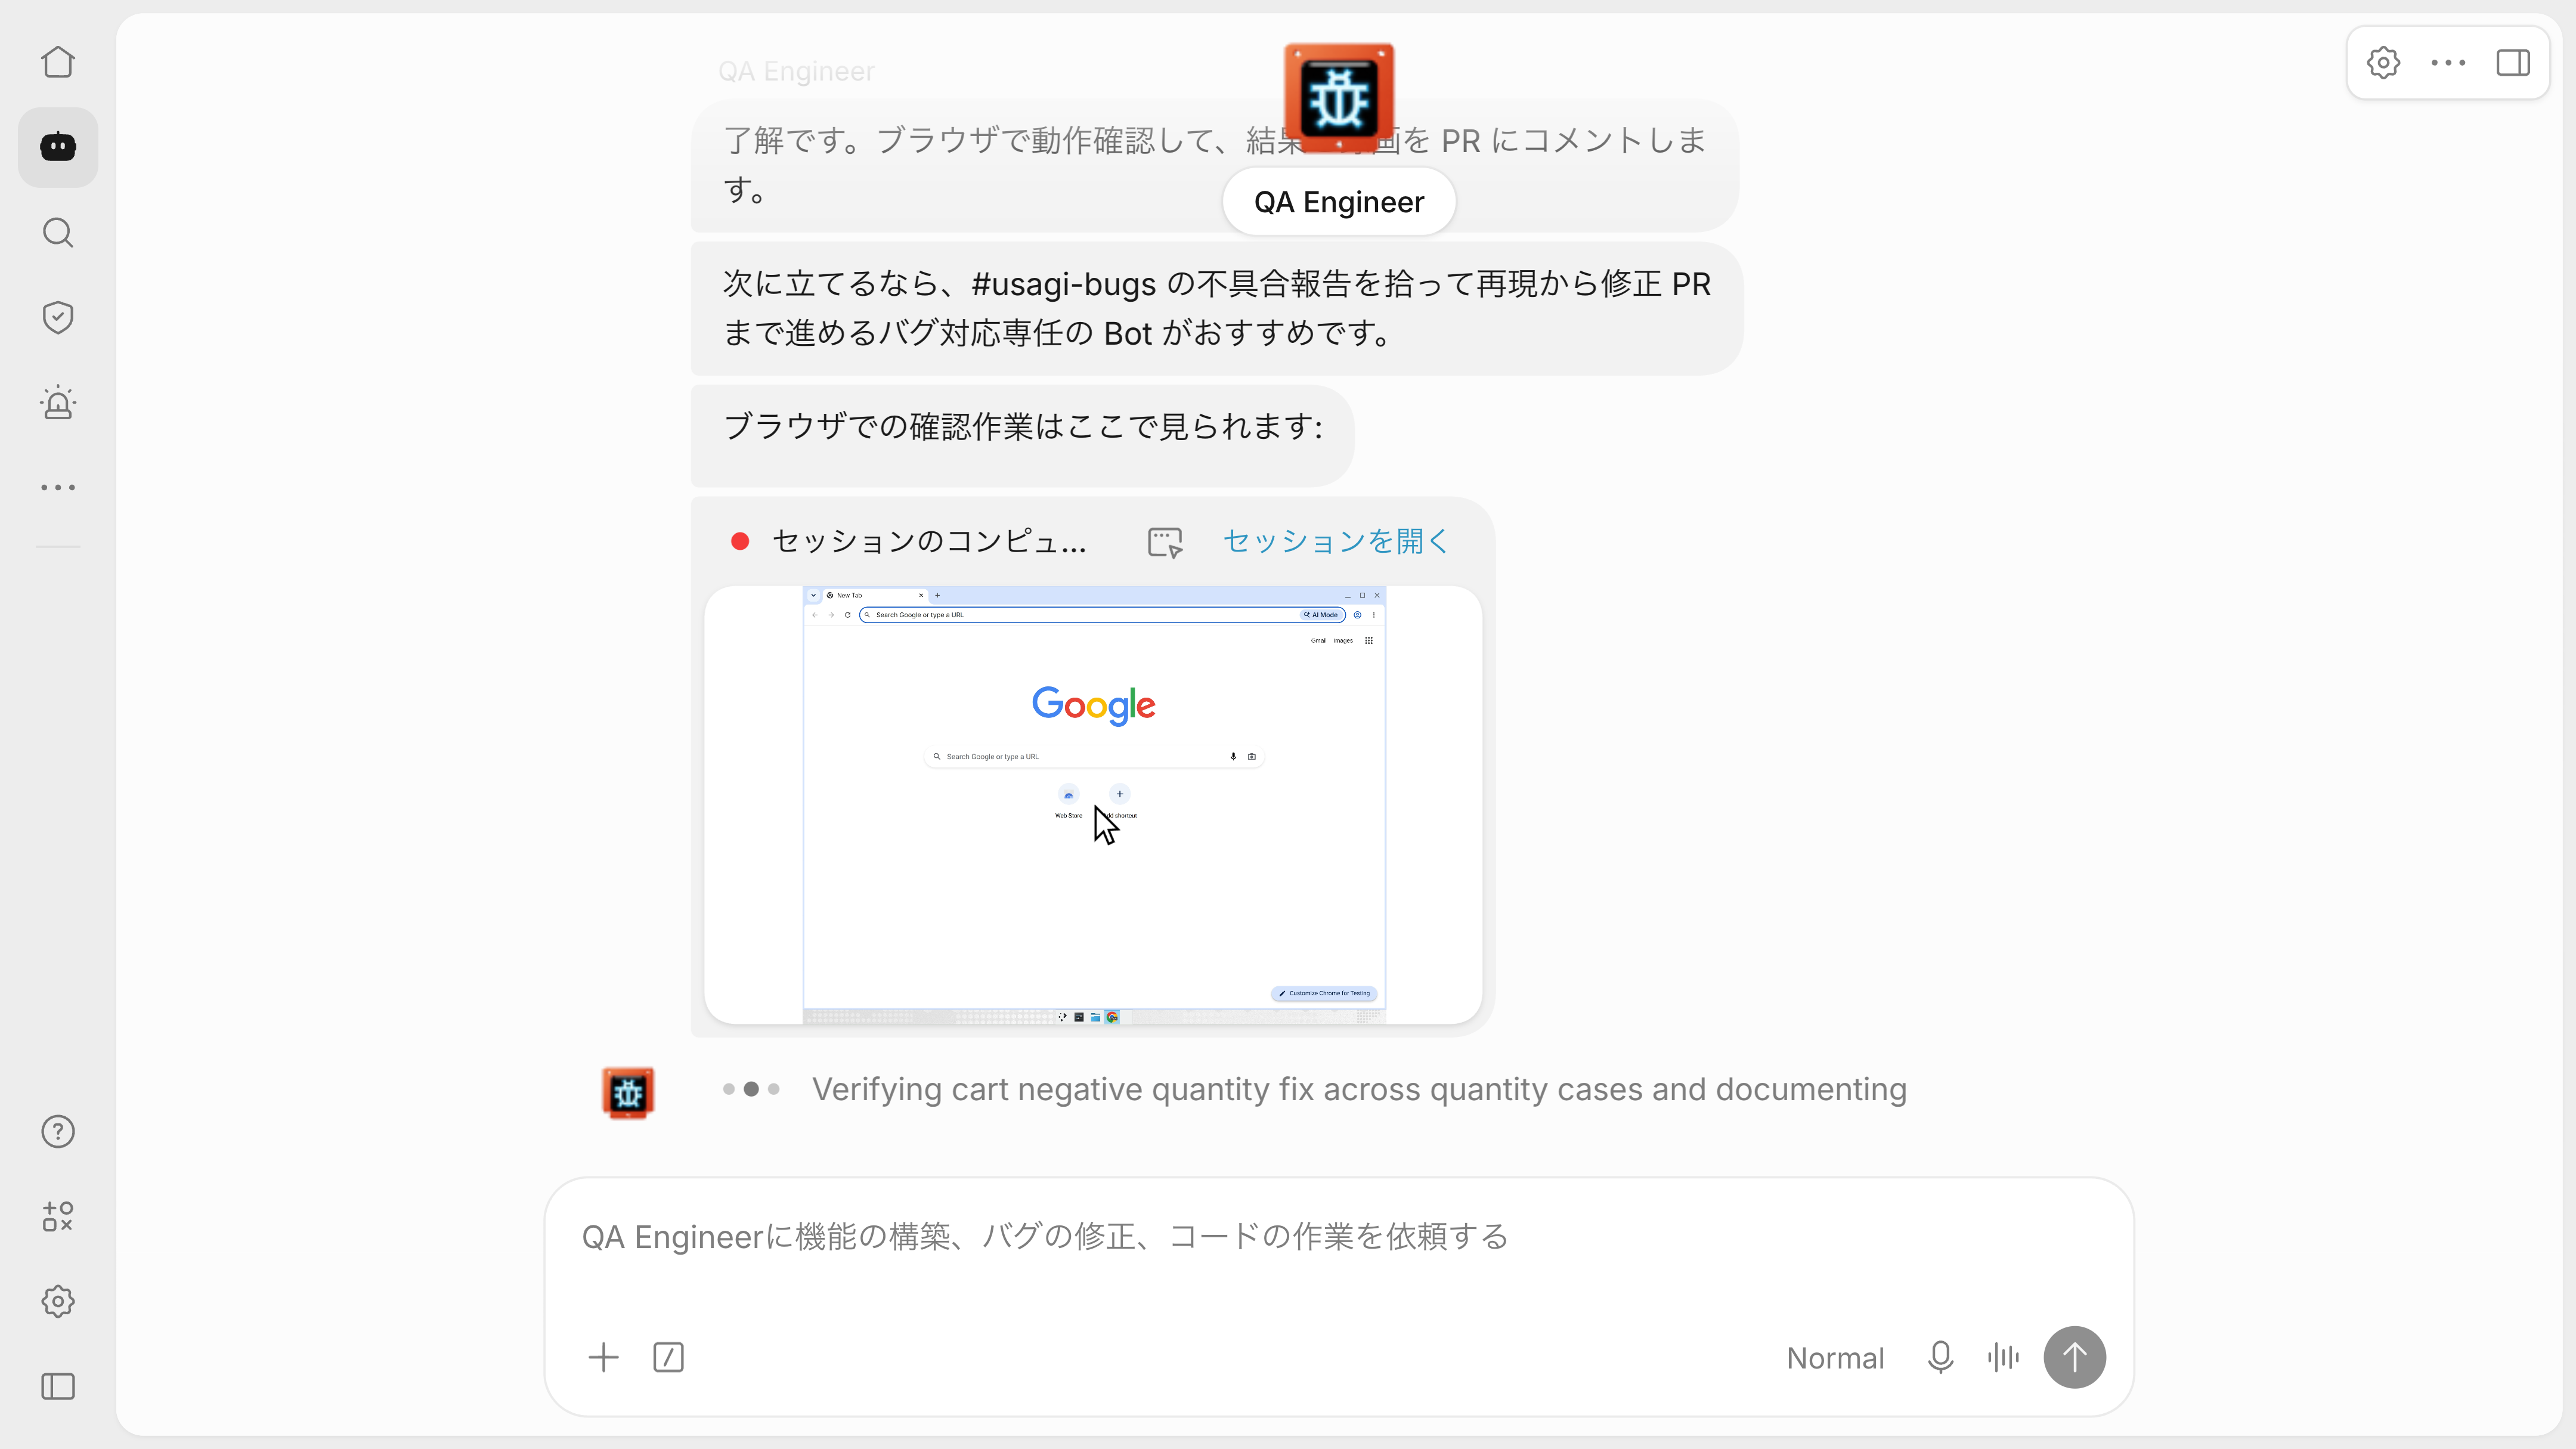 QA Engineer
了解です。ブラウザで動作確認して、結果 画を PR にコメントしま
す。
QA Engineer
次に立てるなら、#usagi-bugs の不具合報告を拾って再現から修正 PR
まで進めるバグ対応専任の Bot がおすすめです。
ブラウザでの確認作業はここで見られます:
セッションのコンピュ...
セッションを開く
New Tab
Search Google or type a URL
AI Mode
Gmail Images
Google
Search Google or type a URL
Web Store
shortcut
Customize Chrome for Testing
Verifying cart negative quantity fix across quantity cases and documenting
QA Engineerに機能の構築、バグの修正、コードの作業を依頼する
Normal